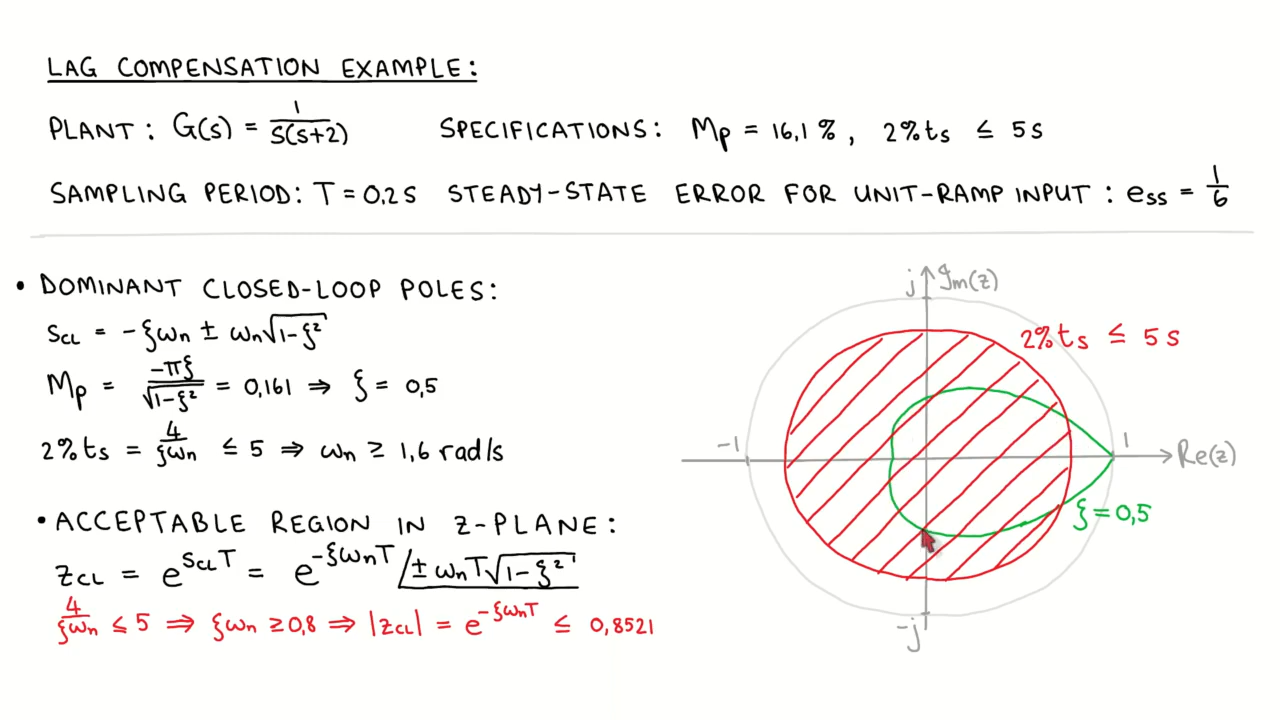 LAG COMPENSATION EXAMPLE:
PLANT: G(s) = 1/(s(s+2)) SPECIFICATIONS: Mp = 16,1 %, 2% ts ≤ 5 s
SAMPLING PERIOD: T = 0,2 s STEADY-STATE ERROR FOR UNIT-RAMP INPUT: ess = 1/6
• DOMINANT CLOSED-LOOP POLES:
sCL = -ξωn ± ωn√(1-ξ²)
Mp = -πξ/√(1-ξ²) = 0,161 ⇒ ξ = 0,5
2% ts = 4/(ξωn) ≤ 5 ⇒ ωn ≥ 1,6 rad/s
• ACCEPTABLE REGION IN Z-PLANE:
zCL = e^(sCL T) = e^(-ξωnT) /± ωnT√(1-ξ²)
4/(ξωn) ≤ 5 ⇒ ξωn ≥ 0,8 ⇒ |zCL| = e^(-ξωnT) ≤ 0,8521
j Im(z)
2% ts ≤ 5 s
-1
1
Re(z)
ξ = 0,5
-j